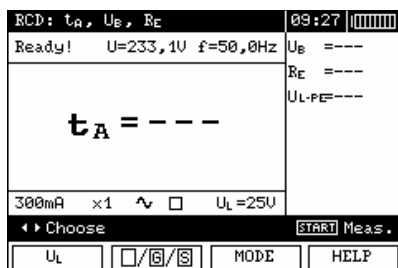 RCD: tA, UB, RE 09:27
Ready! U=233,1V f=50,0Hz
UB =---
RE =---
UL-PE=---
tA=---
300mA ×1 ∿ □ UL=25V
Choose START Meas.
UL □/G/S MODE HELP